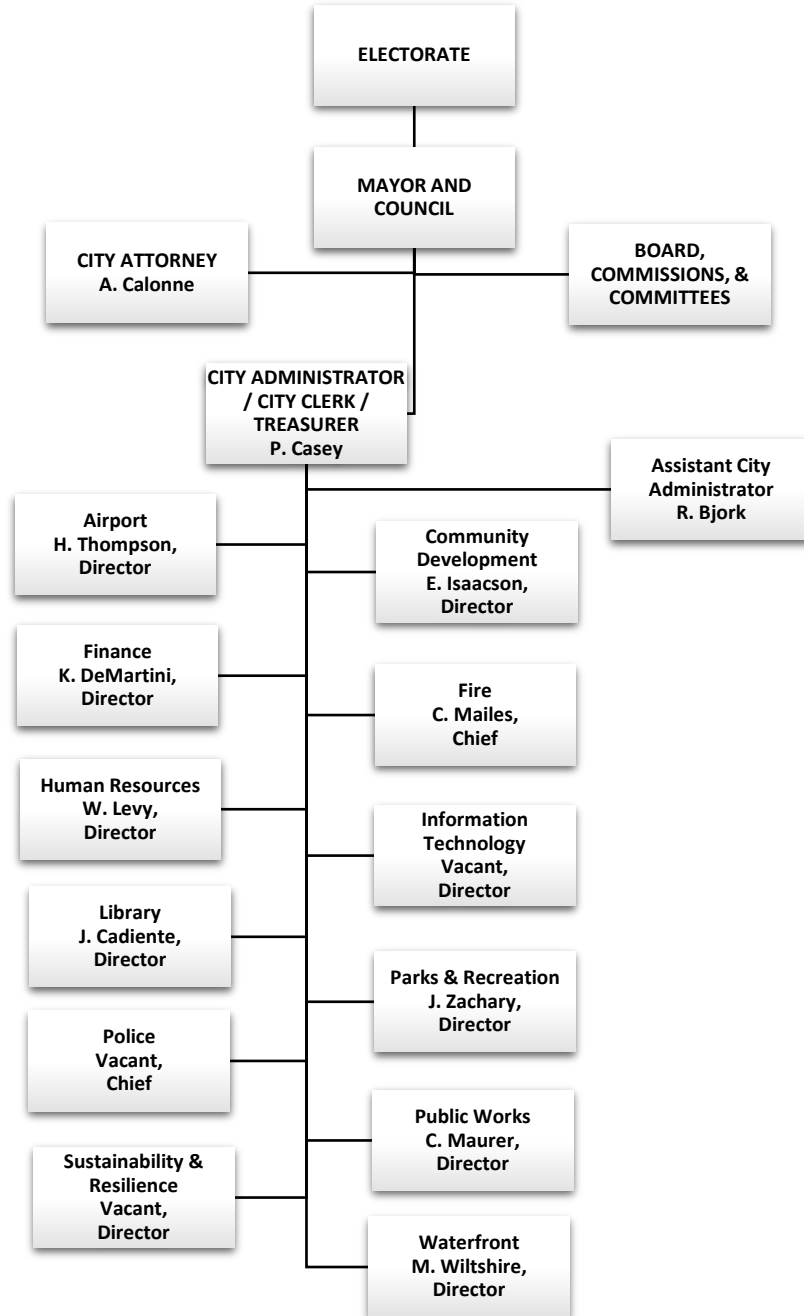 ELECTORATE
MAYOR AND
COUNCIL
CITY ATTORNEY
A. Calonne
BOARD,
COMMISSIONS, &
COMMITTEES
CITY ADMINISTRATOR
/ CITY CLERK /
TREASURER
P. Casey
Assistant City
Administrator
R. Bjork
Airport
H. Thompson,
Director
Community
Development
E. Isaacson,
Director
Finance
K. DeMartini,
Director
Fire
C. Mailes,
Chief
Human Resources
W. Levy,
Director
Information
Technology
Vacant,
Director
Library
J. Cadiente,
Director
Parks & Recreation
J. Zachary,
Director
Police
Vacant,
Chief
Public Works
C. Maurer,
Director
Sustainability &
Resilience
Vacant,
Director
Waterfront
M. Wiltshire,
Director